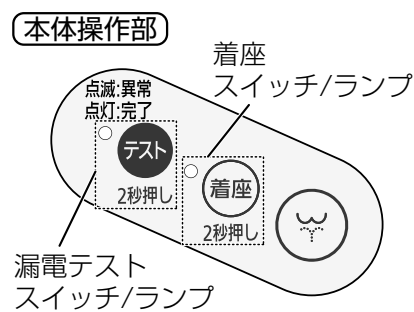 本体操作部
着座
スイッチ/ランプ
点滅:異常
点灯:完了
テスト
2秒押し
着座
2秒押し
漏電テスト
スイッチ/ランプ